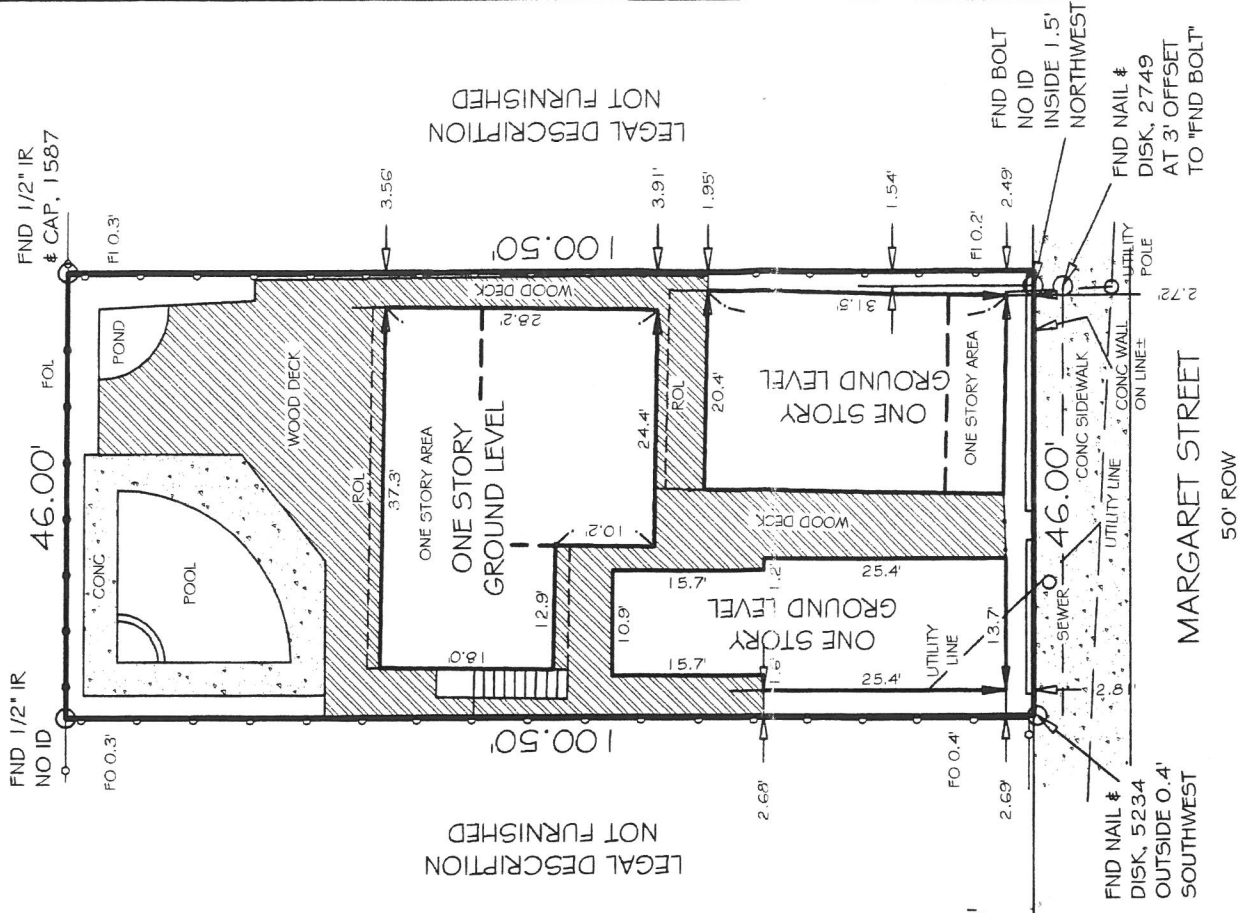 FND 1/2" IR
NO ID
46.00'
FOL
FND 1/2" IR
& CAP, 1587
FO 0.3'
FI 0.3'
CONC
POOL
POND
WOOD DECK
LEGAL DESCRIPTION
NOT FURNISHED
100.50'
ROL
37.3'
ONE STORY AREA
ONE STORY
GROUND LEVEL
28.2'
WOOD DECK
3.56'
3.91'
1.95'
18.0'
12.9'
10.2'
24.4'
100.50'
LEGAL DESCRIPTION
NOT FURNISHED
ROL
20.4'
ONE STORY
GROUND LEVEL
31.5'
ONE STORY AREA
1.54'
FI 0.2'
2.49'
WOOD DECK
10.9'
15.7'
15.7'
1.2'
ONE STORY
GROUND LEVEL
25.4'
25.4'
UTILITY
LINE
13.7'
2.68'
FO 0.4'
2.69'
FND BOLT
NO ID
INSIDE 1.5'
NORTHWEST
FND NAIL &
DISK, 2749
AT 3' OFFSET
TO "FND BOLT"
46.00'
SEWER
CONC SIDEWALK
UTILITY LINE
CONC WALL
ON LINE±
UTILITY
POLE
2.72'
2.81'
FND NAIL &
DISK, 5234
OUTSIDE 0.4'
SOUTHWEST
MARGARET STREET
50' ROW